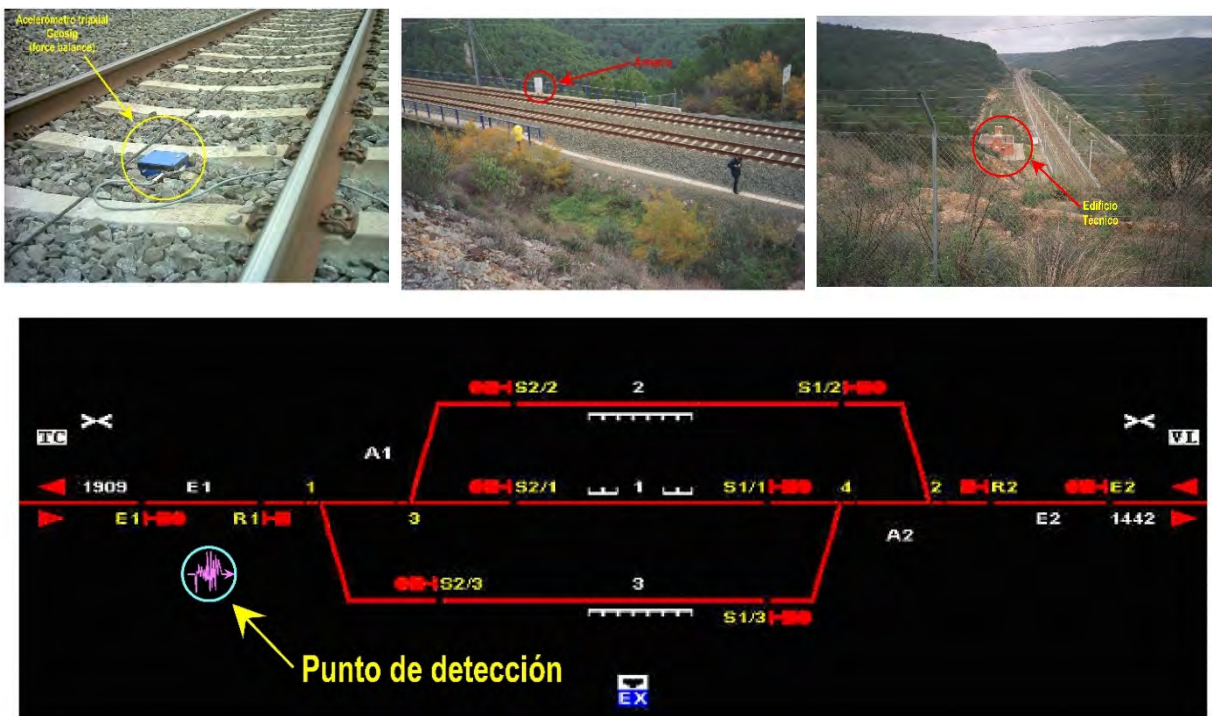 Acelerómetro triaxial
Geosig
(force balance)
Armario
Edificio
Técnico
S2/2 2 S1/2
TC VL
A1
1909 E1 1 S2/1 1 S1/1 4 2 R2 E2
E1 R1 3 E2 1442
A2
S2/3 3
S1/3
Punto de detección
EX